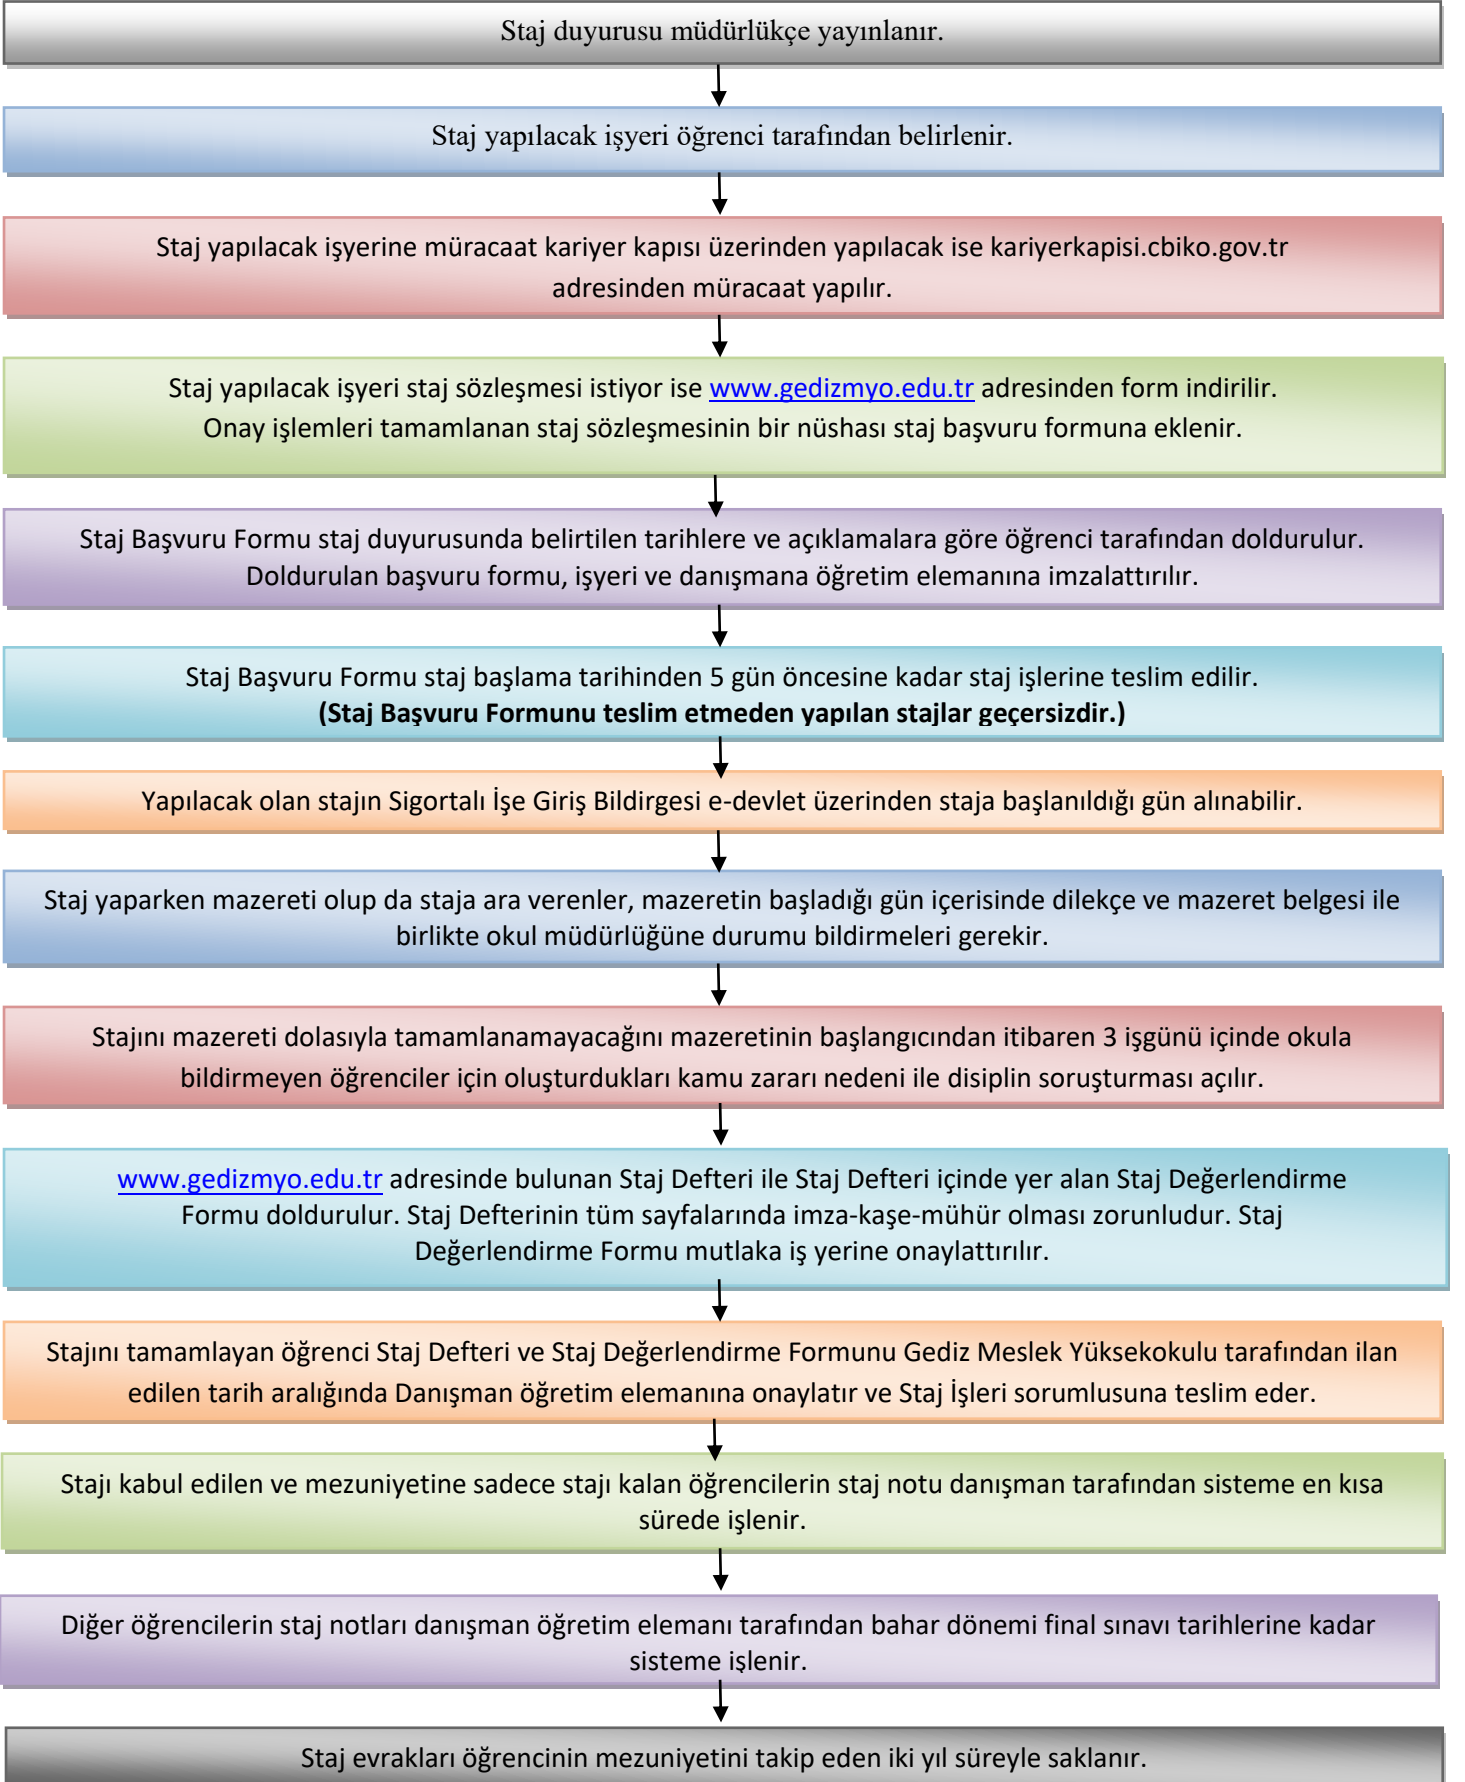 Staj duyurusu müdürlükçe yayınlanır.
Staj yapılacak işyeri öğrenci tarafından belirlenir.
Staj yapılacak işyerine müracaat kariyer kapısı üzerinden yapılacak ise kariyerkapisi.cbiko.gov.tr
adresinden müracaat yapılır.
Staj yapılacak işyeri staj sözleşmesi istiyor ise www.gedizmyo.edu.tr adresinden form indirilir.
Onay işlemleri tamamlanan staj sözleşmesinin bir nüshası staj başvuru formuna eklenir.
Staj Başvuru Formu staj duyurusunda belirtilen tarihlere ve açıklamalara göre öğrenci tarafından doldurulur.
Doldurulan başvuru formu, işyeri ve danışmana öğretim elemanına imzalattırılır.
Staj Başvuru Formu staj başlama tarihinden 5 gün öncesine kadar staj işlerine teslim edilir.
(Staj Başvuru Formunu teslim etmeden yapılan stajlar geçersizdir.)
Yapılacak olan stajın Sigortalı İşe Giriş Bildirgesi e-devlet üzerinden staja başlanıldığı gün alınabilir.
Staj yaparken mazereti olup da staja ara verenler, mazeretin başladığı gün içerisinde dilekçe ve mazeret belgesi ile
birlikte okul müdürlüğüne durumu bildirmeleri gerekir.
Stajını mazereti dolasıyla tamamlanamayacağını mazeretinin başlangıcından itibaren 3 işgünü içinde okula
bildirmeyen öğrenciler için oluşturdukları kamu zararı nedeni ile disiplin soruşturması açılır.
www.gedizmyo.edu.tr adresinde bulunan Staj Defteri ile Staj Defteri içinde yer alan Staj Değerlendirme
Formu doldurulur. Staj Defterinin tüm sayfalarında imza-kaşe-mühür olması zorunludur. Staj
Değerlendirme Formu mutlaka iş yerine onaylattırılır.
Stajını tamamlayan öğrenci Staj Defteri ve Staj Değerlendirme Formunu Gediz Meslek Yüksekokulu tarafından ilan
edilen tarih aralığında Danışman öğretim elemanına onaylatır ve Staj İşleri sorumlusuna teslim eder.
Stajı kabul edilen ve mezuniyetine sadece stajı kalan öğrencilerin staj notu danışman tarafından sisteme en kısa
sürede işlenir.
Diğer öğrencilerin staj notları danışman öğretim elemanı tarafından bahar dönemi final sınavı tarihlerine kadar
sisteme işlenir.
Staj evrakları öğrencinin mezuniyetini takip eden iki yıl süreyle saklanır.